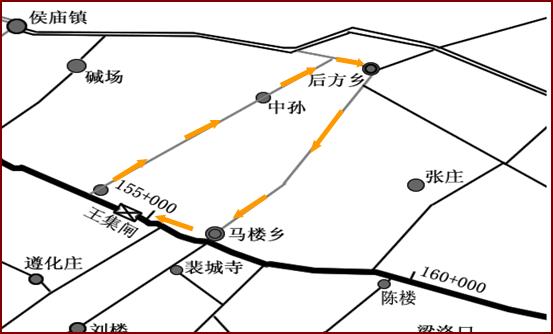 侯庙镇
碱场
后方乡
中孙
张庄
155+000
王集闸
马楼乡
遵化庄
裴城寺
160+000
陈楼
刘楼